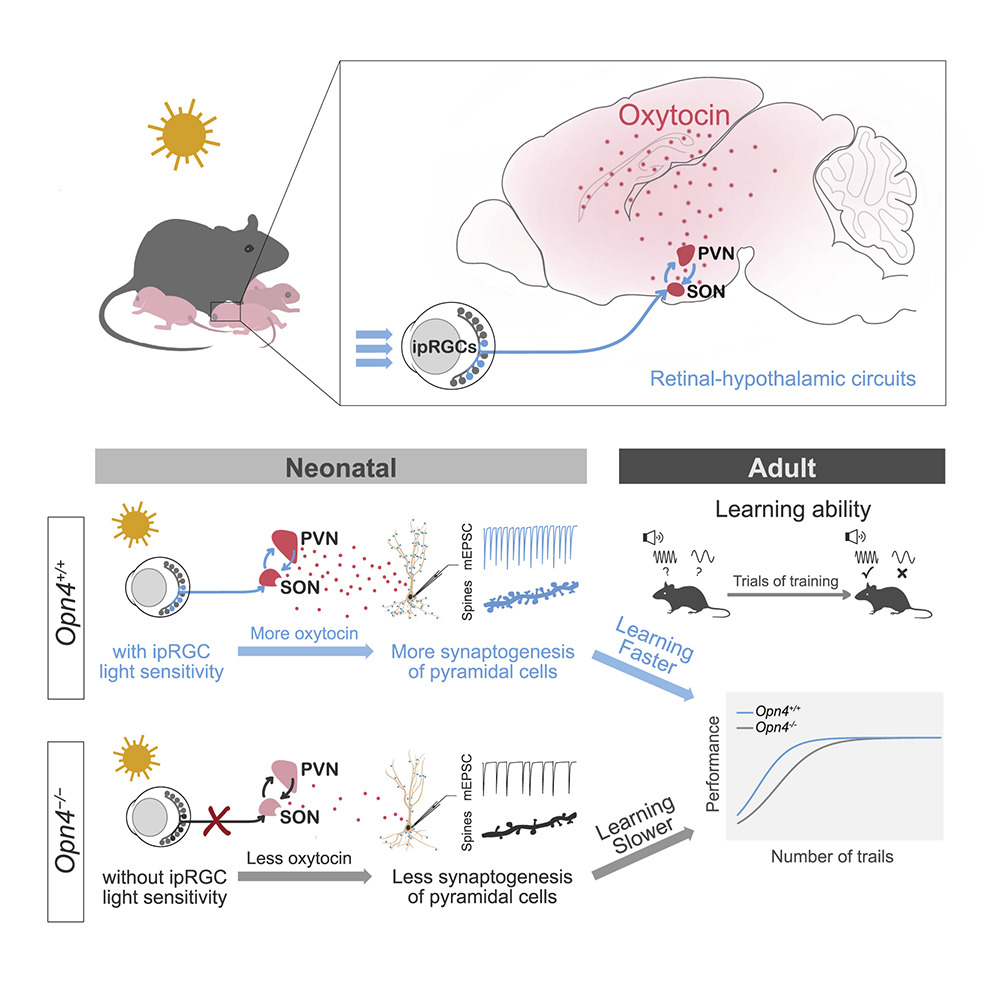 Oxytocin
PVN
SON
ipRGCs
Retinal-hypothalamic circuits
Neonatal
Adult
Opn4+/+
PVN
SON
More oxytocin
with ipRGC
light sensitivity
Spines
mEPSC
More synaptogenesis
of pyramidal cells
Learning
Faster
Learning ability
? ?
Trials of training
✓ ×
Opn4-/-
PVN
SON
Less oxytocin
without ipRGC
light sensitivity
Spines
mEPSC
Less synaptogenesis
of pyramidal cells
Learning
Slower
Performance
Opn4+/+
Opn4-/-
Number of trails